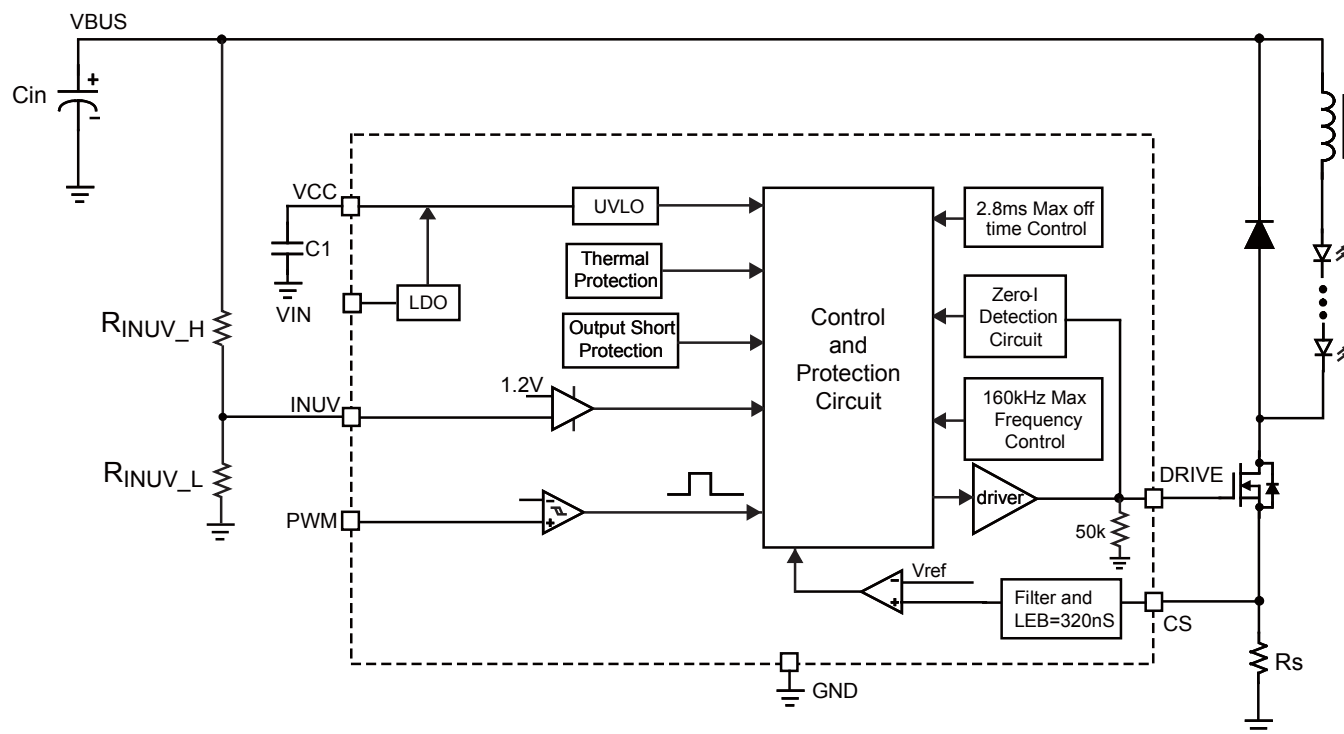 VBUS
Cin
+
−
VCC
C1
VIN
LDO
UVLO
Thermal
Protection
Output Short
Protection
RINUV_H
INUV
1.2V
RINUV_L
PWM
−
+
Control
and
Protection
Circuit
2.8ms Max off
time Control
Zero-I
Detection
Circuit
160kHz Max
Frequency
Control
driver
DRIVE
50k
Vref
−
+
Filter and
LEB=320nS
CS
Rs
GND